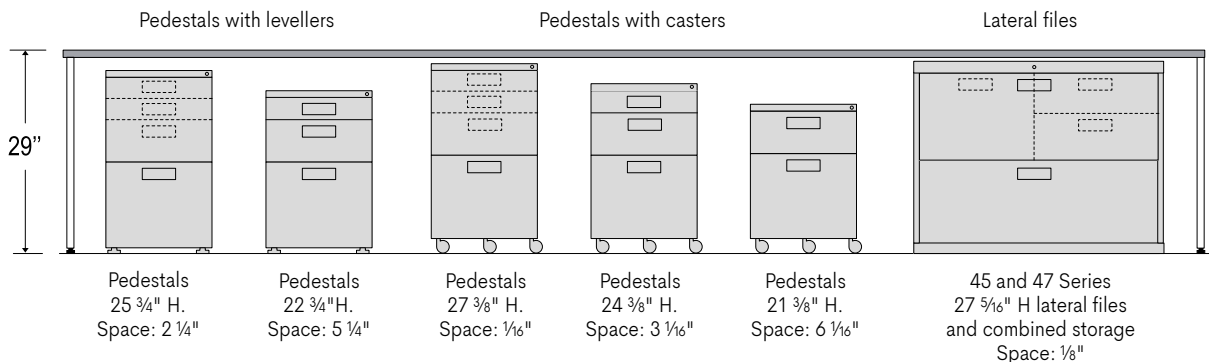 Pedestals with levellers
Pedestals with casters
Lateral files
29”
Pedestals
25 ¾" H.
Space: 2 ¼"
Pedestals
22 ¾"H.
Space: 5 ¼"
Pedestals
27 ⅜" H.
Space: 1⁄16"
Pedestals
24 ⅜" H.
Space: 3 1⁄16"
Pedestals
21 ⅜" H.
Space: 6 1⁄16"
45 and 47 Series
27 5⁄16" H lateral files
and combined storage
Space: ⅛"